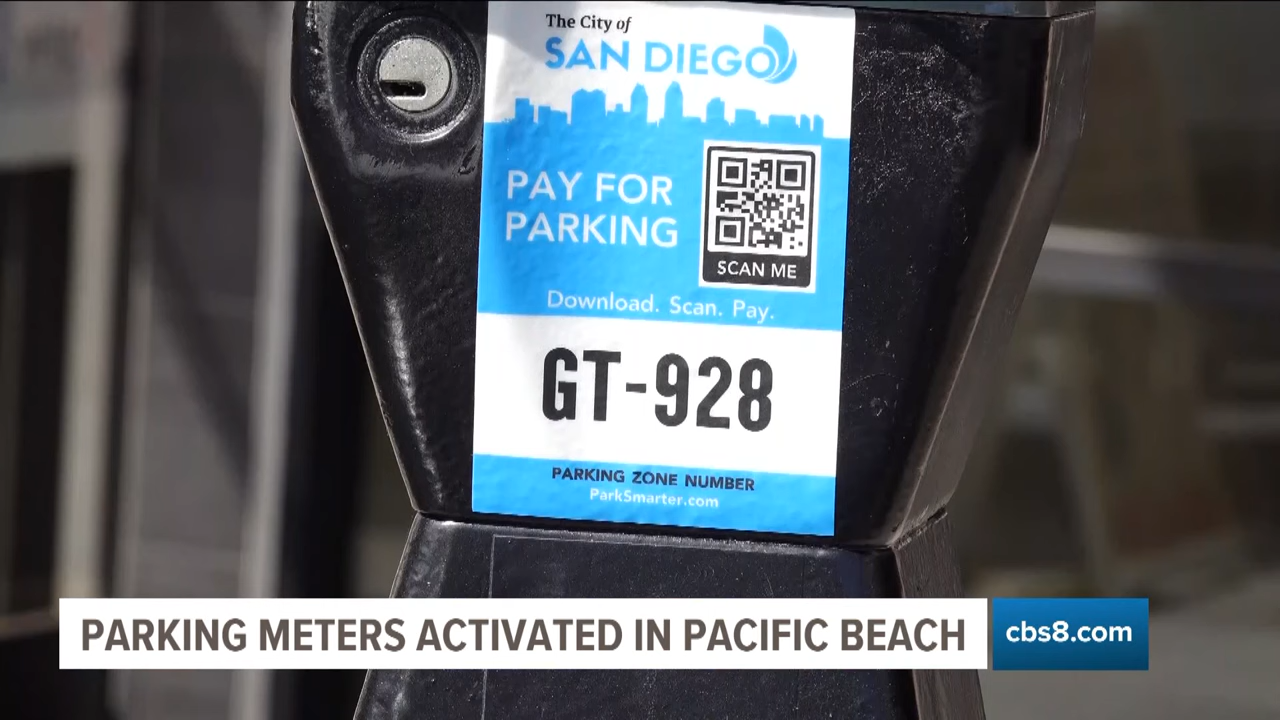 The City of
SAN DIEGO
PAY FOR
PARKING
SCAN ME
Download. Scan. Pay.
GT-928
PARKING ZONE NUMBER
ParkSmarter.com
PARKING METERS ACTIVATED IN PACIFIC BEACH
cbs8.com